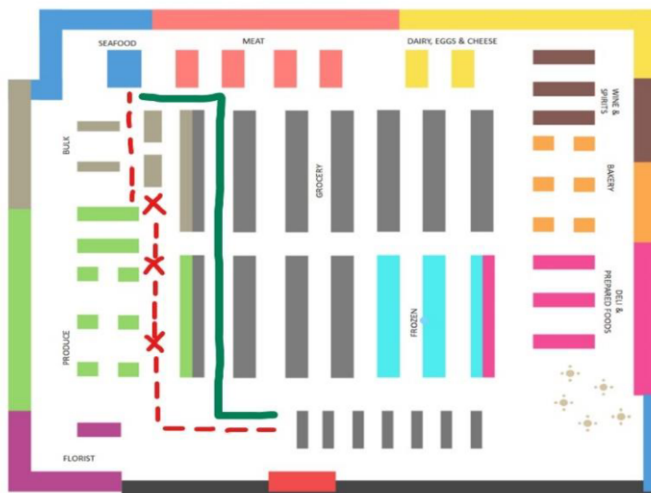 SEAFOOD
MEAT
DAIRY, EGGS & CHEESE
WINE &
SPIRITS
BULK
GROCERY
BAKERY
PRODUCE
FROZEN
DELI &
PREPARED FOODS
FLORIST